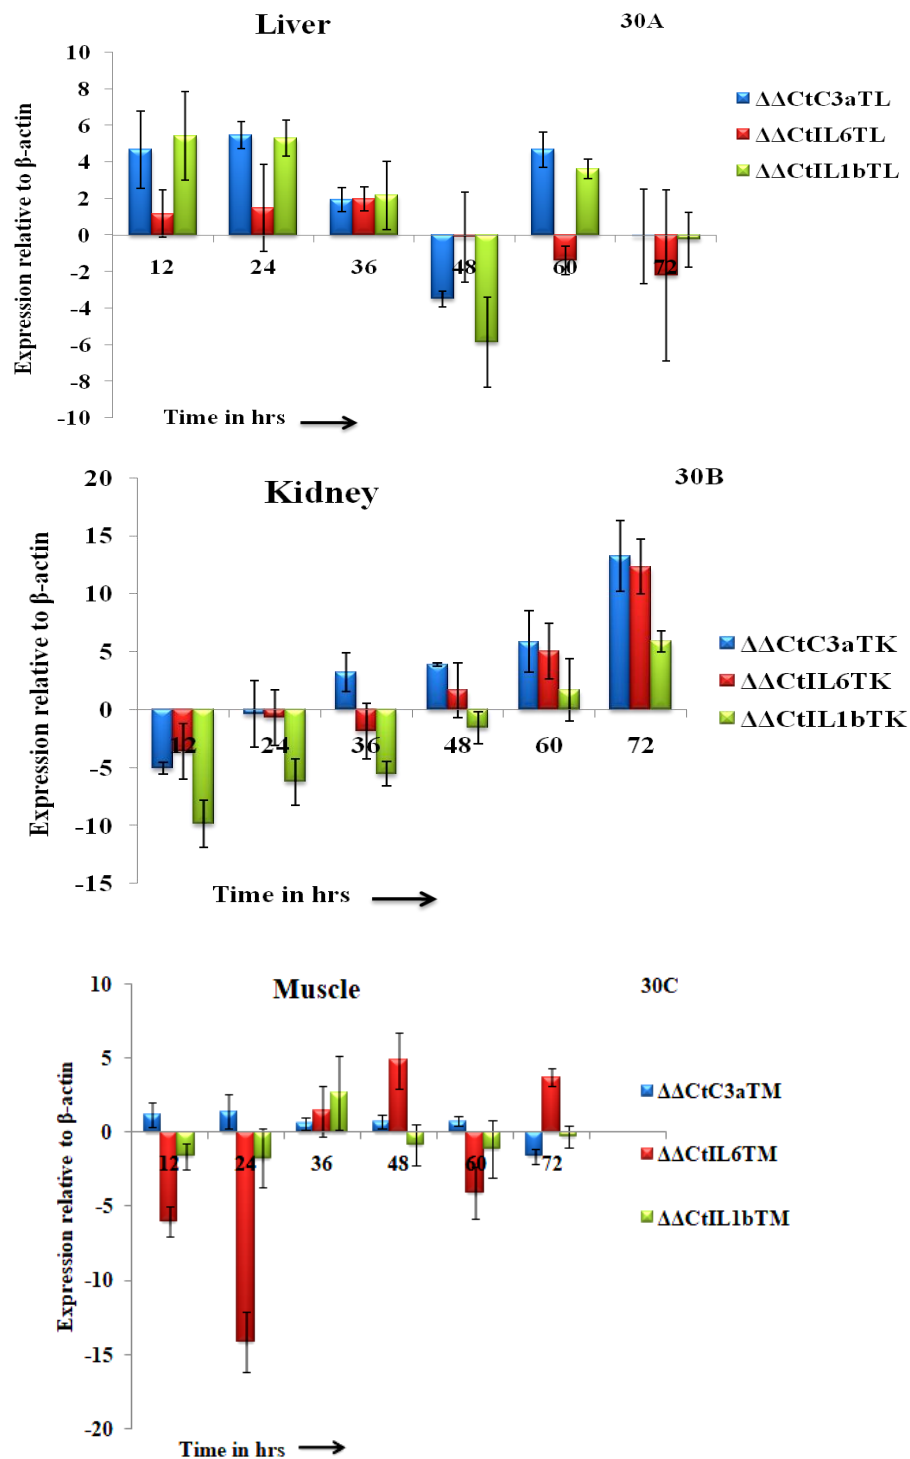 Liver
30A
10
8
6
4
2
0
-2
-4
-6
-8
-10
Expression relative to β-actin
12 24 36 48 60 72
Time in hrs
ΔΔCtC3aTL
ΔΔCtIL6TL
ΔΔCtIL1bTL
Kidney
30B
20
15
10
5
0
-5
-10
-15
Expression relative to β-actin
12 24 36 48 60 72
Time in hrs
ΔΔCtC3aTK
ΔΔCtIL6TK
ΔΔCtIL1bTK
Muscle
30C
10
5
0
-5
-10
-15
-20
Expression relative to β-actin
12 24 36 48 60 72
Time in hrs
ΔΔCtC3aTM
ΔΔCtIL6TM
ΔΔCtIL1bTM